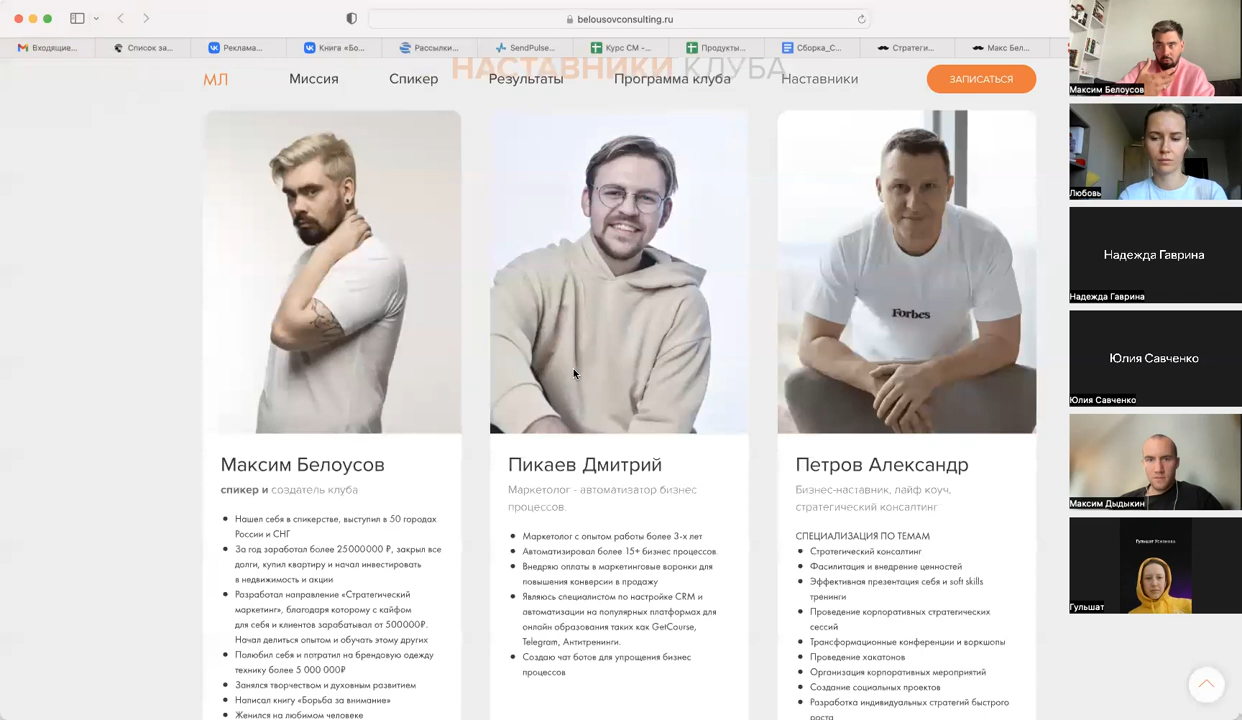 belousovconsulting.ru
Входящие...
Список за...
Реклама...
Книга «Бо...
Рассылки...
SendPulse...
Курс СМ -...
Продукты...
Сборка_С...
Стратеги...
Макс Бел...
НАСТАВНИКИ КЛУБА
МЛ
Миссия
Спикер
Результаты
Программа клуба
Наставники
ЗАПИСАТЬСЯ
Forbes
Максим Белоусов
спикер и создатель клуба
Нашел себя в спикерстве, выступил в 50 городах
России и СНГ
За год заработал более 25000000 ₽, закрыл все
долги, купил квартиру и начал инвестировать
в недвижимость и акции
Разработал направление «Стратегический
маркетинг», благодаря которому с кайфом
для себя и клиентов зарабатывал от 500000₽.
Начал делиться опытом и обучать этому других
Полюбил себя и потратил на брендовую одежду
технику более 5 000 000₽
Занялся творчеством и духовным развитием
Написал книгу «Борьба за внимание»
Женился на любимом человеке
Пикаев Дмитрий
Маркетолог - автоматизатор бизнес
процессов.
Маркетолог с опытом работы более 3-х лет
Автоматизировал более 15+ бизнес процессов
Внедряю оплаты в маркетинговые воронки для
повышения конверсии в продажу
Являюсь специалистом по настройке CRM и
автоматизации на популярных платформах для
онлайн образования таких как GetCourse,
Telegram, Антитренинги.
Создаю чат ботов для упрощения бизнес
процессов
Петров Александр
Бизнес-наставник, лайф коуч,
стратегический консалтинг
СПЕЦИАЛИЗАЦИЯ ПО ТЕМАМ
Стратегический консалтинг
Фасилитация и внедрение ценностей
Эффективная презентация себя и soft skills
тренинги
Проведение корпоративных стратегических
сессий
Трансформационные конференции и воркшопы
Проведение хакатонов
Организация корпоративных мероприятий
Создание социальных проектов
Разработка индивидуальных стратегий быстрого
роста
Максим Белоусов
Любовь
Надежда Гаврина
Надежда Гаврина
Юлия Савченко
Юлия Савченко
Максим Дыдыкин
Гульшат